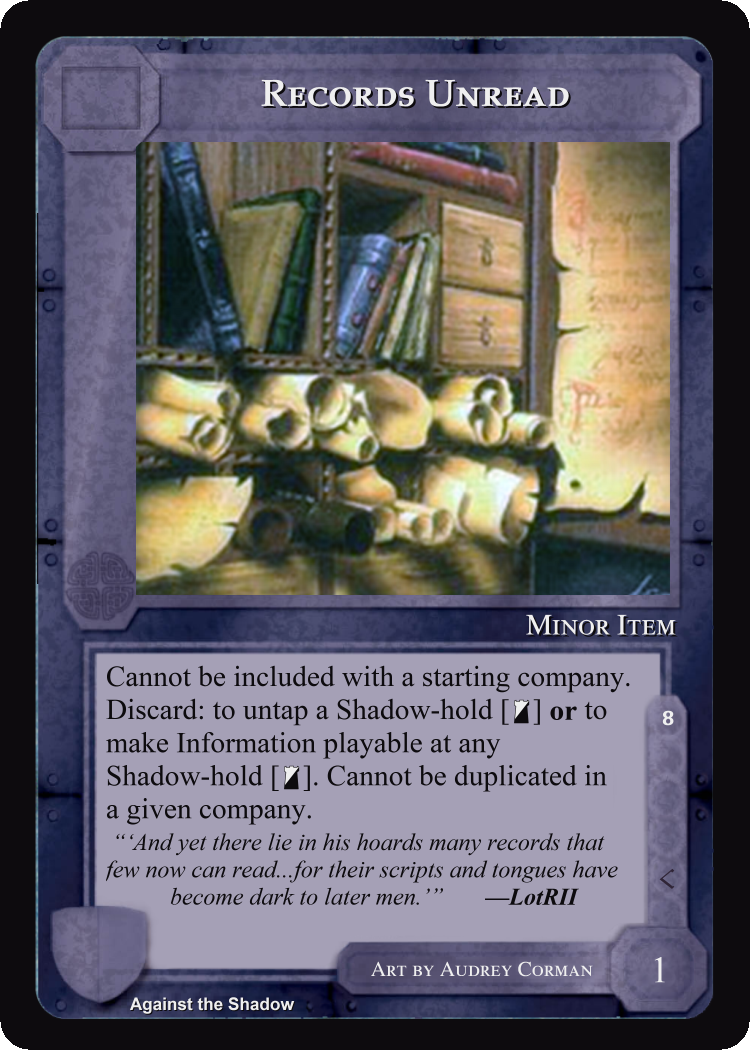 Records Unread
Minor Item
Cannot be included with a starting company.
Discard: to untap a Shadow-hold [] or to
make Information playable at any
Shadow-hold []. Cannot be duplicated in
a given company.
8
“‘And yet there lie in his hoards many records that
few now can read...for their scripts and tongues have
become dark to later men.’” —LotRII
Art by Audrey Corman
1
Against the Shadow